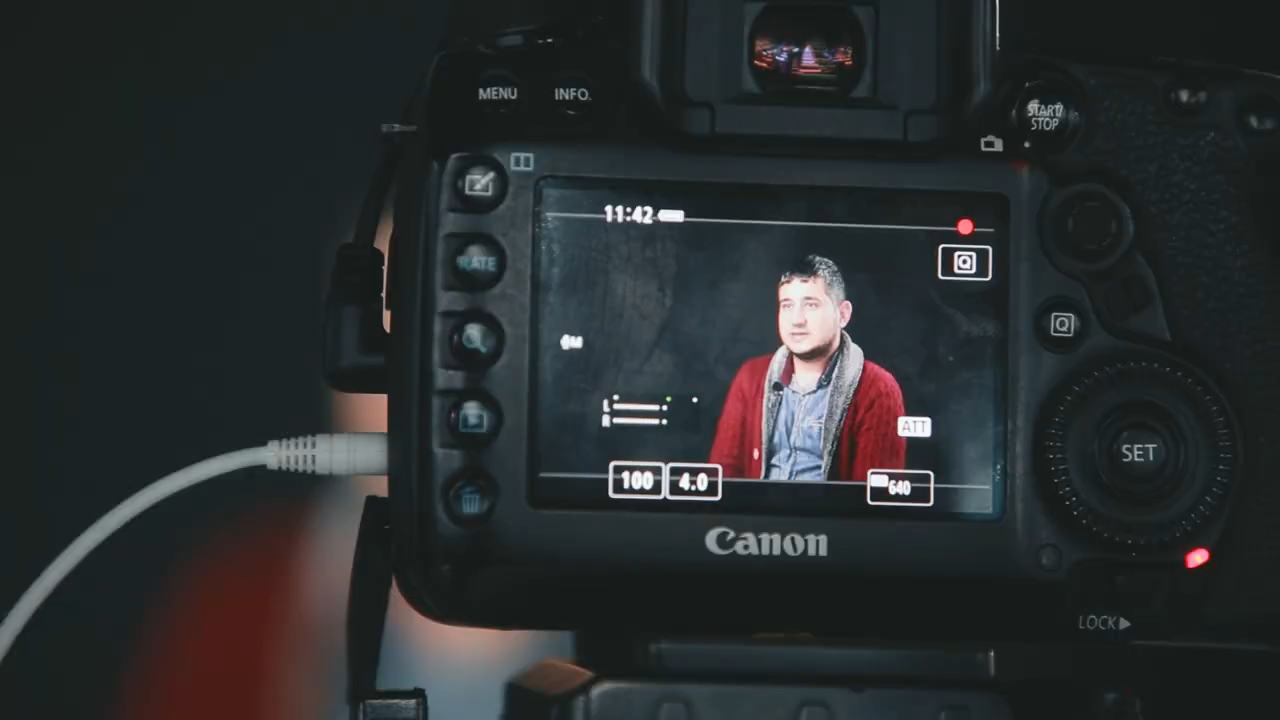 MENU INFO.
START/
STOP
RATE
11:42
Q
Q
L
R
ATT
SET
100 4.0 640
Canon
LOCK